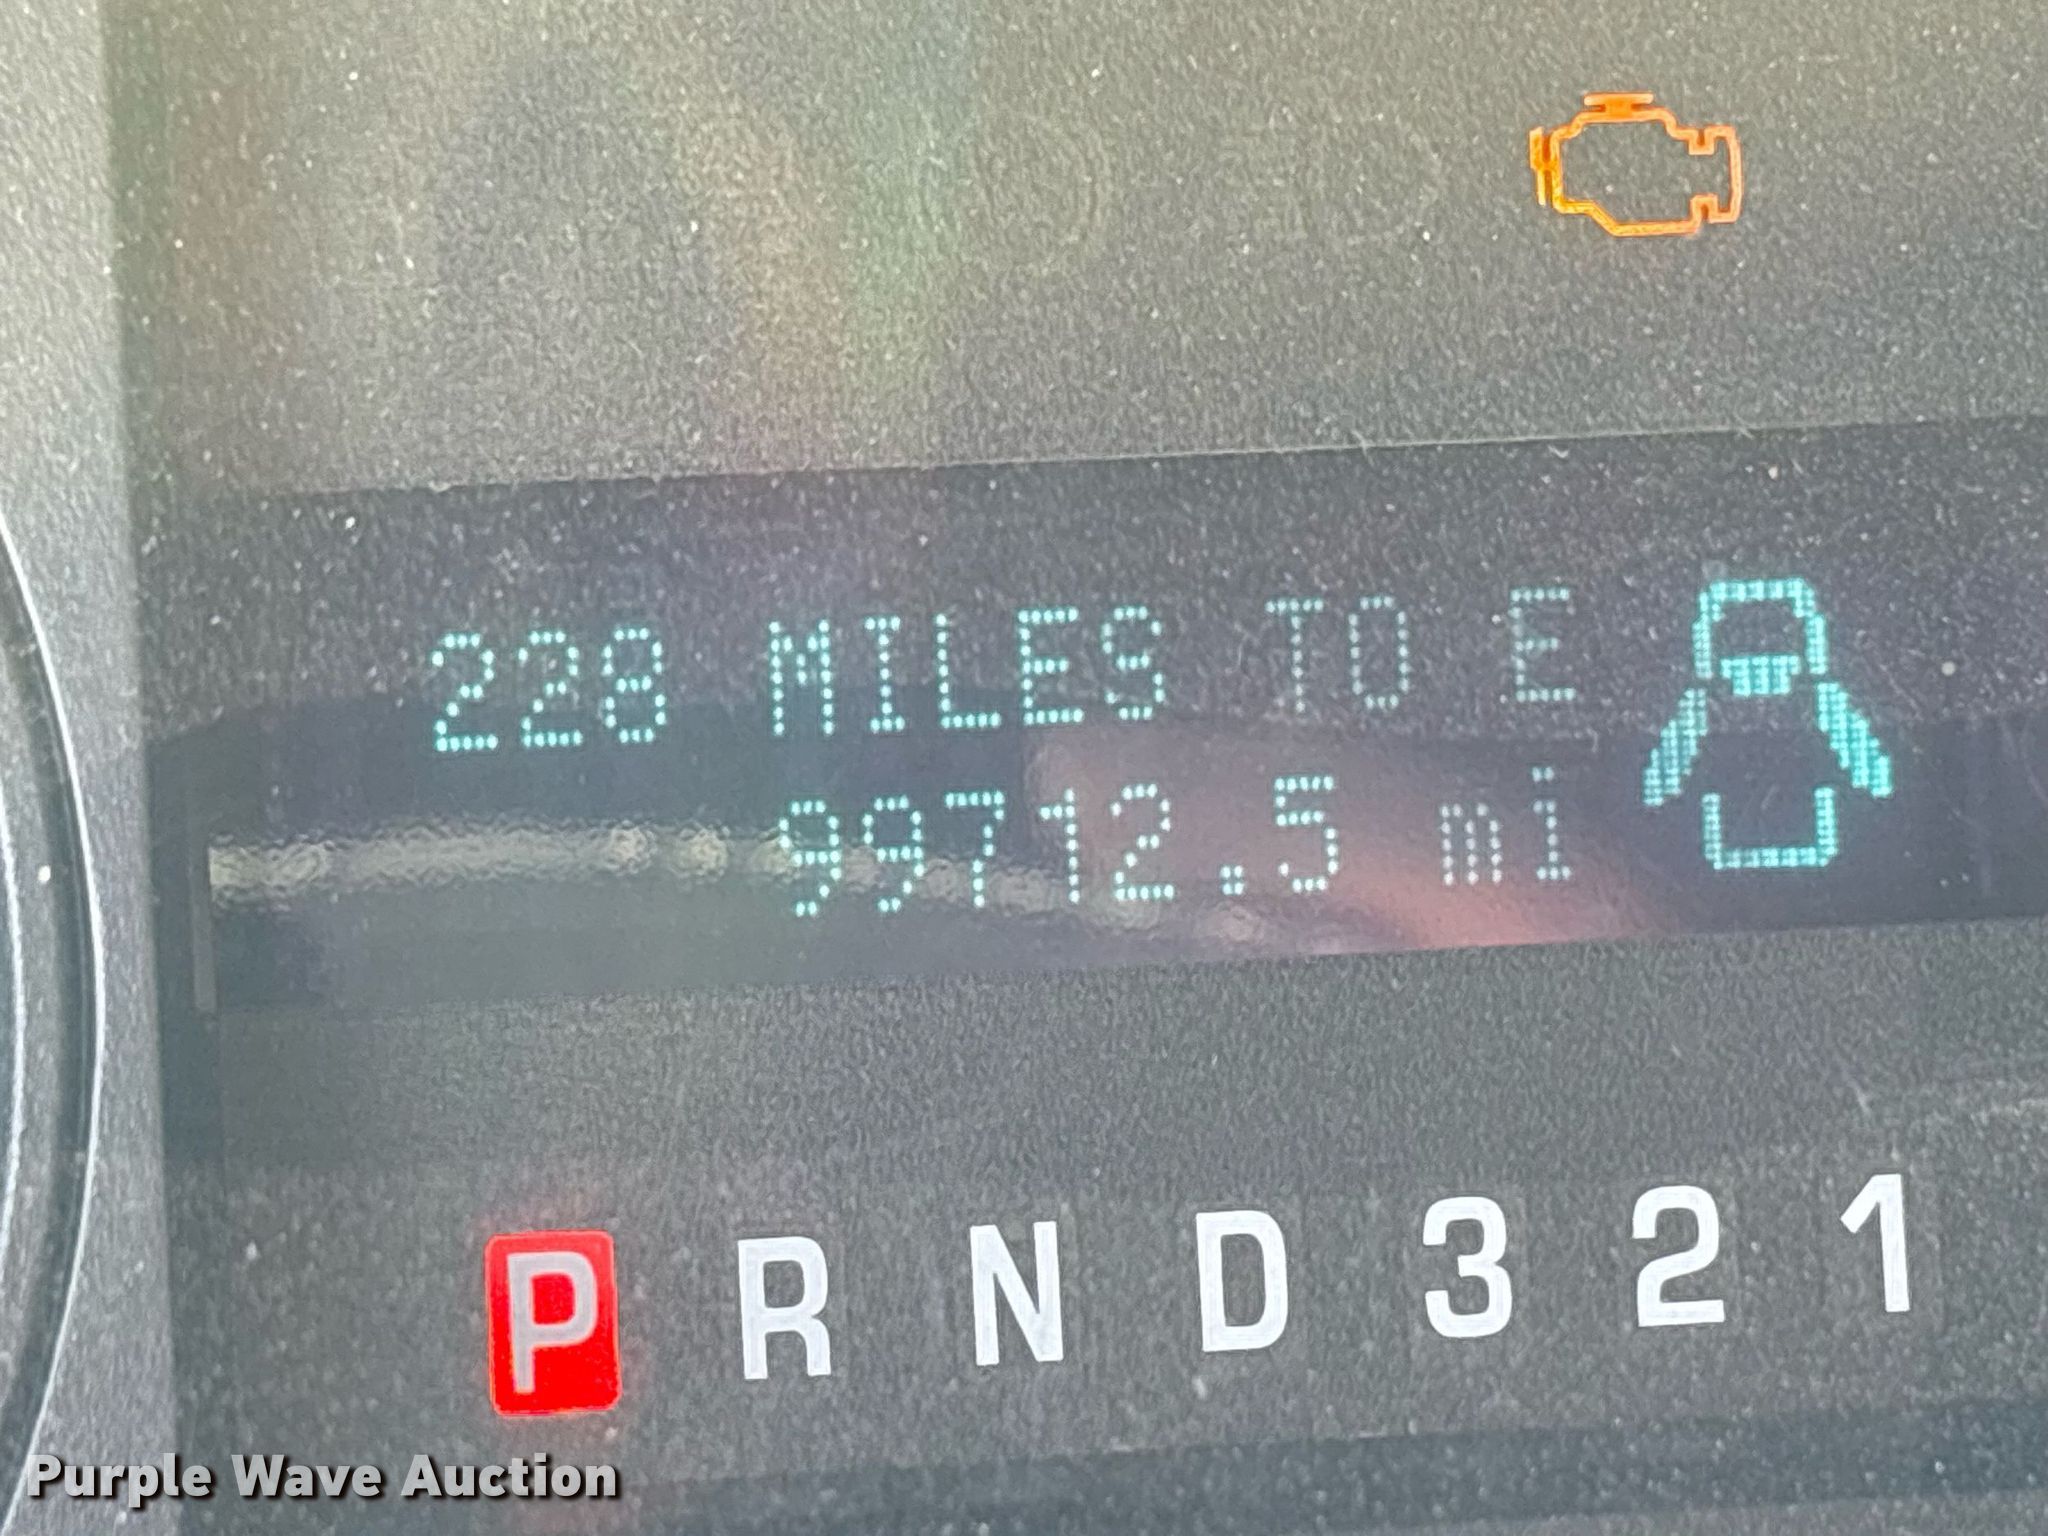 228 MILES TO E
99712.5 mi
P R N D 3 2 1
Purple Wave Auction